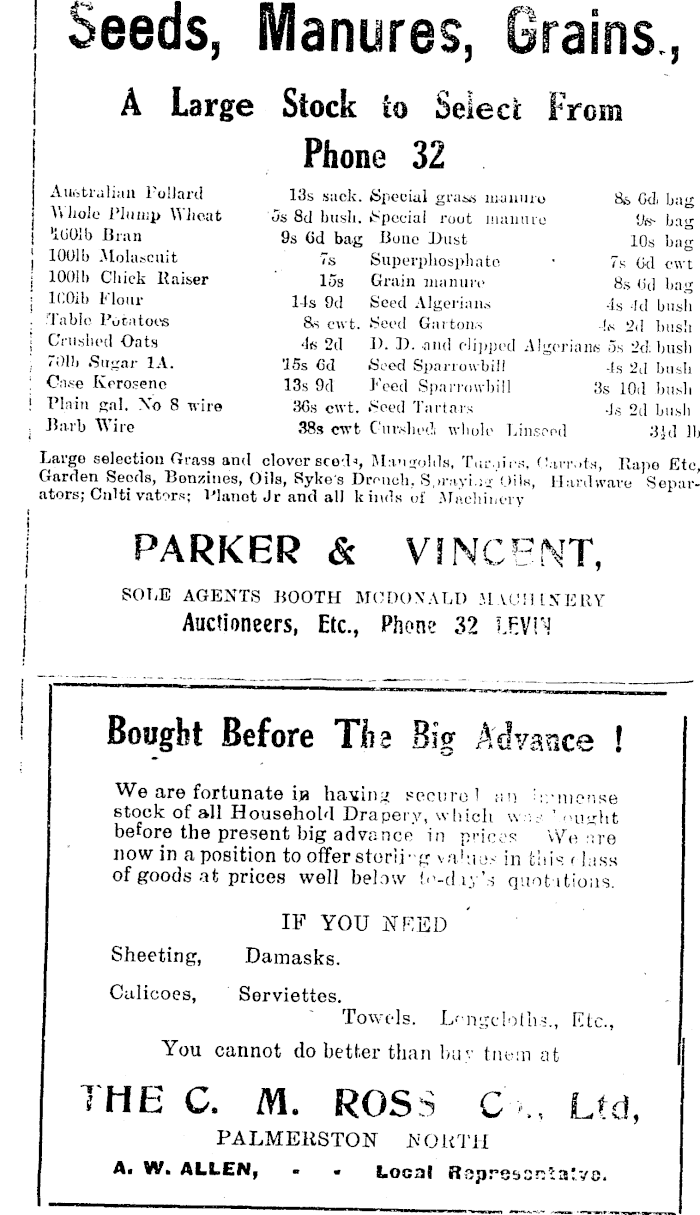 Seeds, Manures, Grains.,
A Large Stock to Select From
Phone 32
Australian Pollard 13s sack. Special grass manure 8s 6d bag
Whole Plump Wheat 5s 8d bush. Special root manure 9s bag
160lb Bran 9s 6d bag Bone Dust 10s bag
100lb Molascuit 7s Superphosphate 7s 6d cwt
100lb Chick Raiser 15s Grain manure 8s 6d bag
100lb Flour 14s 9d Seed Algerians 4s 4d bush
Table Potatoes 8s cwt. Seed Gartons 4s 2d bush
Crushed Oats 4s 2d D. D. and clipped Algerians 5s 2d bush
70lb Sugar 1A. 15s 6d Seed Sparrowbill 4s 2d bush
Case Kerosene 13s 9d Feed Sparrowbill 3s 10d bush
Plain gal. No 8 wire 36s cwt. Seed Tartars 4s 2d bush
Barb Wire 38s cwt Curshed whole Linseed 3½d lb
Large selection Grass and clover seeds, Mangolds, Turnips, Carrots, Rape Etc,
Garden Seeds, Benzines, Oils, Syke's Drench, Spraying Oils, Hardware Separ-
ators; Culti vators; Planet Jr and all kinds of Machinery
PARKER & VINCENT,
SOLE AGENTS BOOTH MCDONALD MACHINERY
Auctioneers, Etc., Phone 32 LEVIN
Bought Before The Big Advance !
We are fortunate in having secured an immense
stock of all Household Drapery, which was bought
before the present big advance in prices We are
now in a position to offer sterling values in this class
of goods at prices well below to-day's quotations.
IF YOU NEED
Sheeting, Damasks.
Calicoes, Serviettes.
Towels. Longcloths., Etc.,
You cannot do better than buy tnem at
THE C. M. ROSS Co., Ltd,
PALMERSTON NORTH
A. W. ALLEN, - - Local Representatve.